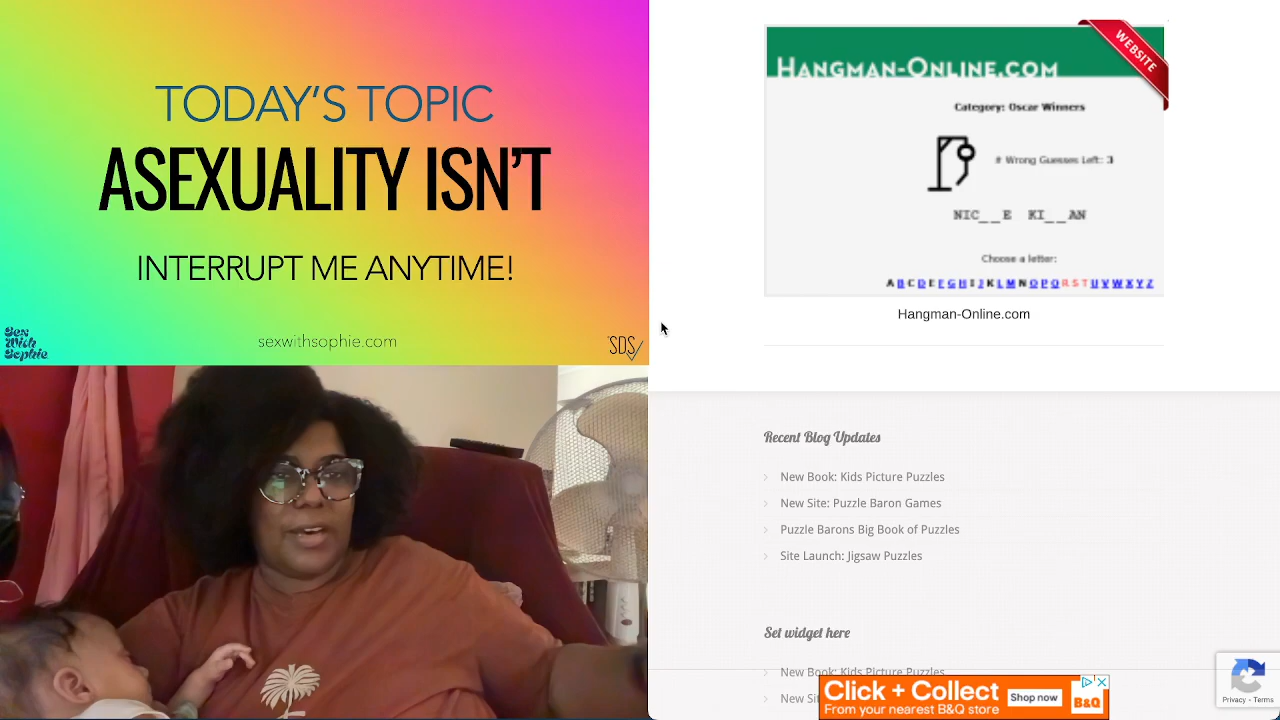 TODAY'S TOPIC
ASEXUALITY ISN'T
INTERRUPT ME ANYTIME!
Sex
With
Sophie
sexwithsophie.com
SDS
HANGMAN-ONLINE.COM
WEBSITE
Category: Oscar Winners
# Wrong Guesses Left: 3
NIC__E KI__AN
Choose a letter:
A B C D E F G H I J K L M N O P Q R S T U V W X Y Z
Hangman-Online.com
Recent Blog Updates
New Book: Kids Picture Puzzles
New Site: Puzzle Baron Games
Puzzle Barons Big Book of Puzzles
Site Launch: Jigsaw Puzzles
Set widget here
New Book: Kids Picture Puzzles
New Sit
Click + Collect
From your nearest B&Q store
Shop now
B&Q
Privacy - Terms